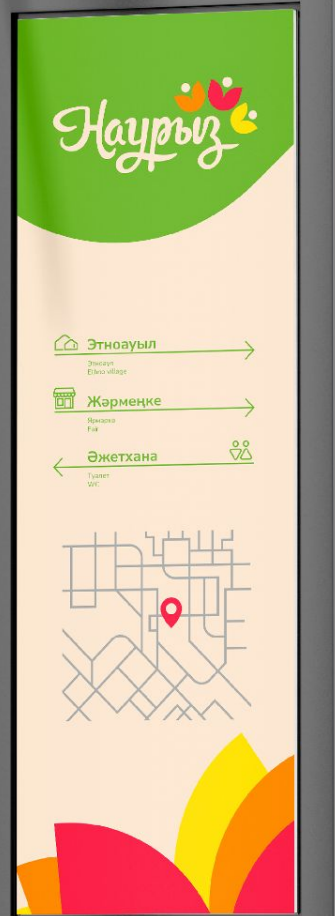 Наурыз
Этноауыл
Этноаул
Ethno village
Жәрмеңке
Ярмарка
Fair
Әжетхана
Туалет
WC